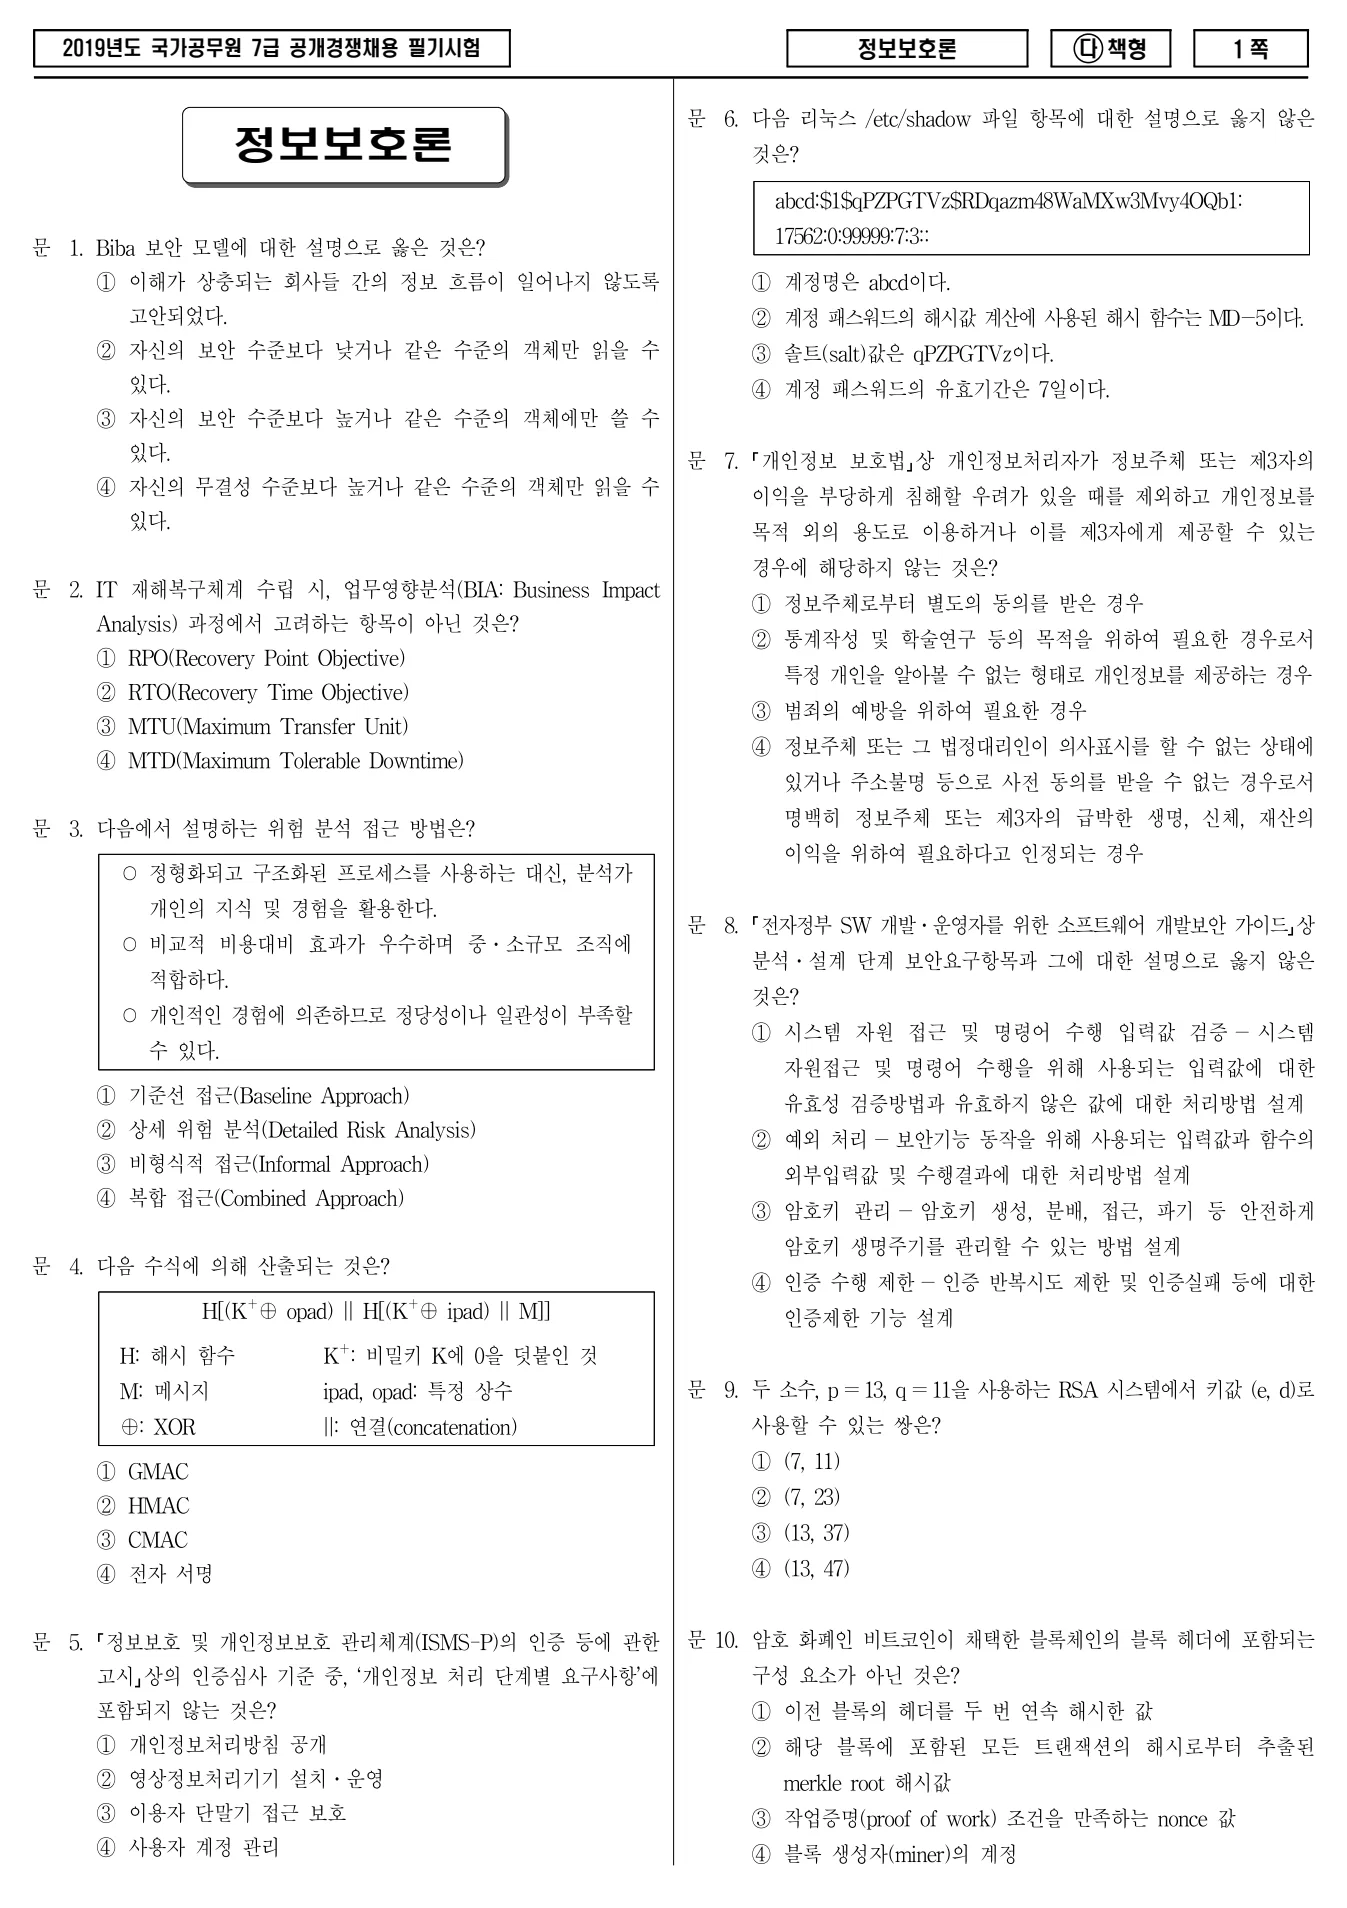 2019년도 국가공무원 7급 공개경쟁채용 필기시험
정보보호론
㉰ 책형
1 쪽
정보보호론
문 1. Biba 보안 모델에 대한 설명으로 옳은 것은?
① 이해가 상충되는 회사들 간의 정보 흐름이 일어나지 않도록
고안되었다.
② 자신의 보안 수준보다 낮거나 같은 수준의 객체만 읽을 수
있다.
③ 자신의 보안 수준보다 높거나 같은 수준의 객체에만 쓸 수
있다.
④ 자신의 무결성 수준보다 높거나 같은 수준의 객체만 읽을 수
있다.
문 2. IT 재해복구체계 수립 시, 업무영향분석(BIA: Business Impact
Analysis) 과정에서 고려하는 항목이 아닌 것은?
① RPO(Recovery Point Objective)
② RTO(Recovery Time Objective)
③ MTU(Maximum Transfer Unit)
④ MTD(Maximum Tolerable Downtime)
문 3. 다음에서 설명하는 위험 분석 접근 방법은?
○ 정형화되고 구조화된 프로세스를 사용하는 대신, 분석가
개인의 지식 및 경험을 활용한다.
○ 비교적 비용대비 효과가 우수하며 중·소규모 조직에
적합하다.
○ 개인적인 경험에 의존하므로 정당성이나 일관성이 부족할
수 있다.
① 기준선 접근(Baseline Approach)
② 상세 위험 분석(Detailed Risk Analysis)
③ 비형식적 접근(Informal Approach)
④ 복합 접근(Combined Approach)
문 4. 다음 수식에 의해 산출되는 것은?
H[(K⁺⊕ opad) || H[(K⁺⊕ ipad) || M]]
H: 해시 함수 K⁺: 비밀키 K에 0을 덧붙인 것
M: 메시지 ipad, opad: 특정 상수
⊕: XOR ||: 연결(concatenation)
① GMAC
② HMAC
③ CMAC
④ 전자 서명
문 5. 「정보보호 및 개인정보보호 관리체계(ISMS-P)의 인증 등에 관한
고시」상의 인증심사 기준 중, ‘개인정보 처리 단계별 요구사항’에
포함되지 않는 것은?
① 개인정보처리방침 공개
② 영상정보처리기기 설치·운영
③ 이용자 단말기 접근 보호
④ 사용자 계정 관리
문 6. 다음 리눅스 /etc/shadow 파일 항목에 대한 설명으로 옳지 않은
것은?
abcd:$1$qPZPGTVz$RDqazm48WaMXw3Mvy4OQb1:
17562:0:99999:7:3::
① 계정명은 abcd이다.
② 계정 패스워드의 해시값 계산에 사용된 해시 함수는 MD-5이다.
③ 솔트(salt)값은 qPZPGTVz이다.
④ 계정 패스워드의 유효기간은 7일이다.
문 7. 「개인정보 보호법」상 개인정보처리자가 정보주체 또는 제3자의
이익을 부당하게 침해할 우려가 있을 때를 제외하고 개인정보를
목적 외의 용도로 이용하거나 이를 제3자에게 제공할 수 있는
경우에 해당하지 않는 것은?
① 정보주체로부터 별도의 동의를 받은 경우
② 통계작성 및 학술연구 등의 목적을 위하여 필요한 경우로서
특정 개인을 알아볼 수 없는 형태로 개인정보를 제공하는 경우
③ 범죄의 예방을 위하여 필요한 경우
④ 정보주체 또는 그 법정대리인이 의사표시를 할 수 없는 상태에
있거나 주소불명 등으로 사전 동의를 받을 수 없는 경우로서
명백히 정보주체 또는 제3자의 급박한 생명, 신체, 재산의
이익을 위하여 필요하다고 인정되는 경우
문 8. 「전자정부 SW 개발·운영자를 위한 소프트웨어 개발보안 가이드」상
분석·설계 단계 보안요구항목과 그에 대한 설명으로 옳지 않은
것은?
① 시스템 자원 접근 및 명령어 수행 입력값 검증 – 시스템
자원접근 및 명령어 수행을 위해 사용되는 입력값에 대한
유효성 검증방법과 유효하지 않은 값에 대한 처리방법 설계
② 예외 처리 – 보안기능 동작을 위해 사용되는 입력값과 함수의
외부입력값 및 수행결과에 대한 처리방법 설계
③ 암호키 관리 – 암호키 생성, 분배, 접근, 파기 등 안전하게
암호키 생명주기를 관리할 수 있는 방법 설계
④ 인증 수행 제한 – 인증 반복시도 제한 및 인증실패 등에 대한
인증제한 기능 설계
문 9. 두 소수, p = 13, q = 11을 사용하는 RSA 시스템에서 키값 (e, d)로
사용할 수 있는 쌍은?
① (7, 11)
② (7, 23)
③ (13, 37)
④ (13, 47)
문 10. 암호 화폐인 비트코인이 채택한 블록체인의 블록 헤더에 포함되는
구성 요소가 아닌 것은?
① 이전 블록의 헤더를 두 번 연속 해시한 값
② 해당 블록에 포함된 모든 트랜잭션의 해시로부터 추출된
merkle root 해시값
③ 작업증명(proof of work) 조건을 만족하는 nonce 값
④ 블록 생성자(miner)의 계정